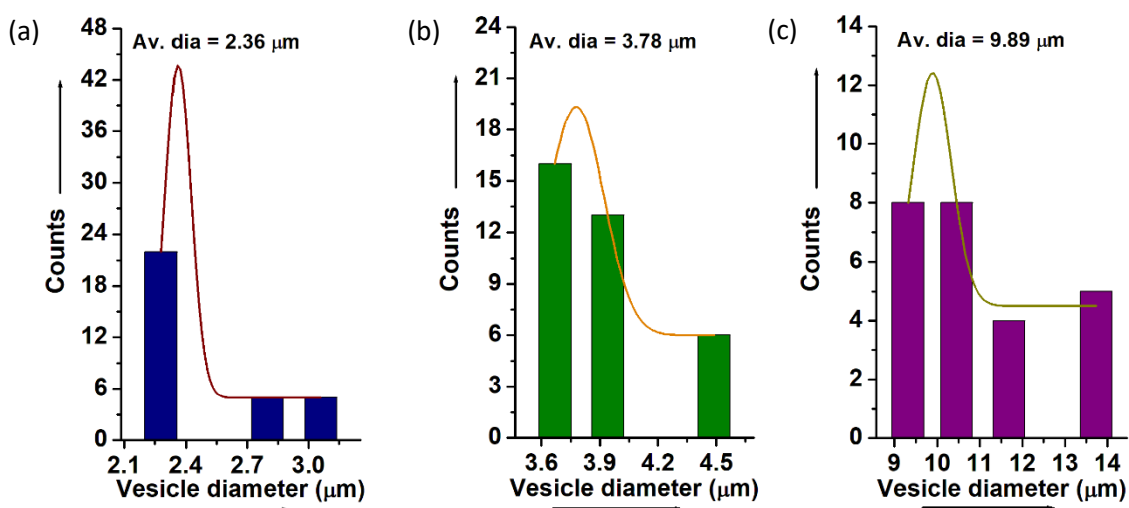 (a)
Av. dia = 2.36 μm
Counts
48
42
36
30
24
18
12
6
0
2.1 2.4 2.7 3.0
Vesicle diameter (μm)
(b)
Av. dia = 3.78 μm
Counts
24
21
18
15
12
9
6
3
0
3.6 3.9 4.2 4.5
Vesicle diameter (μm)
(c)
Av. dia = 9.89 μm
Counts
14
12
10
8
6
4
2
0
9 10 11 12 13 14
Vesicle diameter (μm)